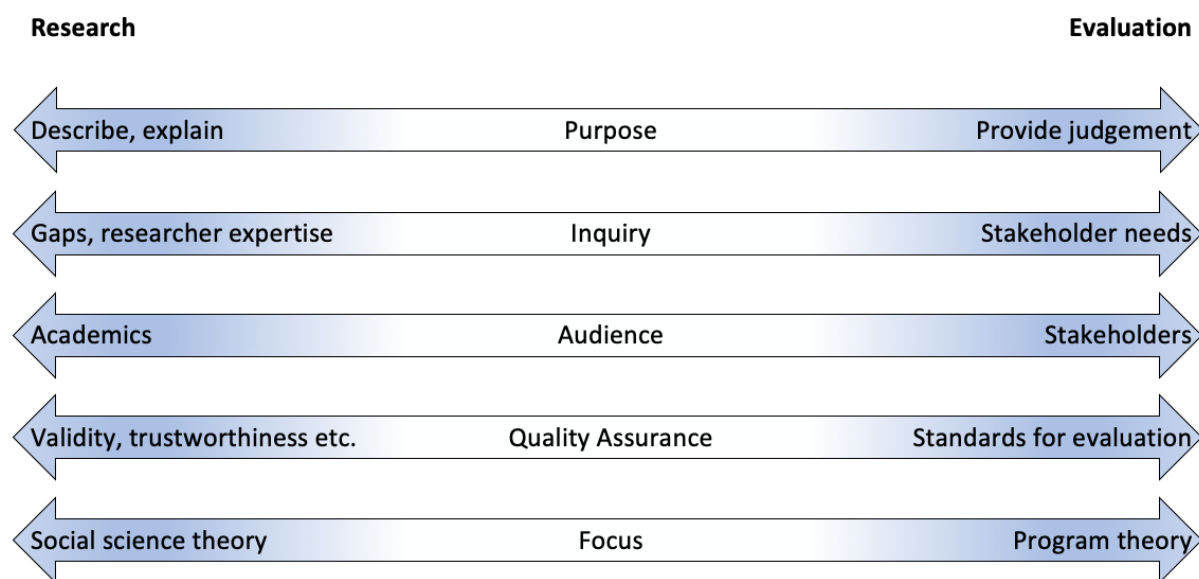 Research Evaluation
Describe, explain Purpose Provide judgement
Gaps, researcher expertise Inquiry Stakeholder needs
Academics Audience Stakeholders
Validity, trustworthiness etc. Quality Assurance Standards for evaluation
Social science theory Focus Program theory